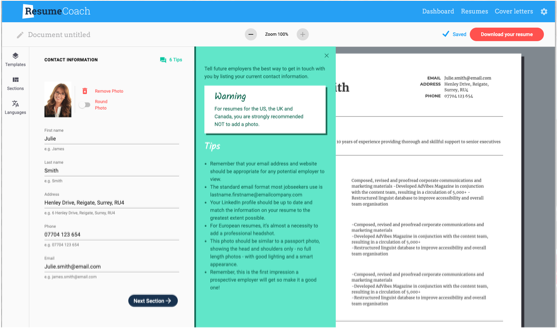 ResumeCoach
Dashboard Resumes Cover letters
Document untitled
Zoom 100%
Saved
Download your resume
Templates
Sections
Languages
CONTACT INFORMATION
6 Tips
Remove Photo
Round
Photo
First name
Julie
e.g. James
Last name
Smith
e.g. Smith
Address
Henley Drive, Reigate, Surrey, RU4
e.g. 6 Henley Drive, Reigate, Surrey, RU4
Phone
07704 123 654
e.g. 07704 123 654
Email
Julie.smith@email.com
e.g. james.smith@email.com
Next Section
Tell future employers the best way to get in touch with
you by listing your current contact information.
Warning
For resumes for the US, the UK and
Canada, you are strongly recommended
NOT to add a photo.
Tips
Remember that your email address and website
should be appropriate for any potential employer to
view.
The standard email format most jobseekers use is
lastname.firstname@emailcompany.com
Your LinkedIn profile should be up to date and
match the information on your resume to the
greatest extent possible.
For European resumes, it's almost a necessity to
add a professional headshot.
This photo should be similar to a passport photo,
showing the head and shoulders only - no full
length photos - with good lighting and a smart
appearance.
Remember, this is the first impression a
prospective employer will get so make it a good
one!
ith
EMAIL Julie.smith@email.com
ADDRESS Henley Drive, Reigate,
Surrey, RU4
PHONE 07704 123 654
10 years of experience providing thorough and skillful support to senior executives
Composed, revised and proofread corporate communications and
marketing materials -Developed AdVibes Magazine in conjunction
with the content team, resulting in a circulation of 5,000+ -
Restructured linguist database to improve accessibility and overall
team organisation
-Composed, revised and proofread corporate communications and
marketing materials
-Developed AdVibes Magazine in conjunction with the content team,
resulting in a circulation of 5,000+
-Restructured linguist database to improve accessibility and overall
team organisation
-Composed, revised and proofread corporate communications and
marketing materials
-Developed AdVibes Magazine in conjunction with the content team,
resulting in a circulation of 5,000+
-Restructured linguist database to improve accessibility and overall
team organisation